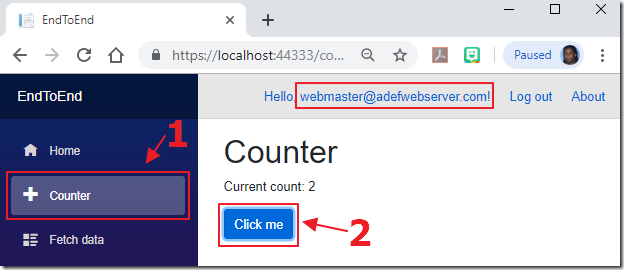 EndToEnd
https://localhost:44333/co...
Paused
EndToEnd
Hello, webmaster@adefwebserver.com!
Log out
About
1
Home
Counter
Fetch data
Counter
Current count: 2
Click me
2